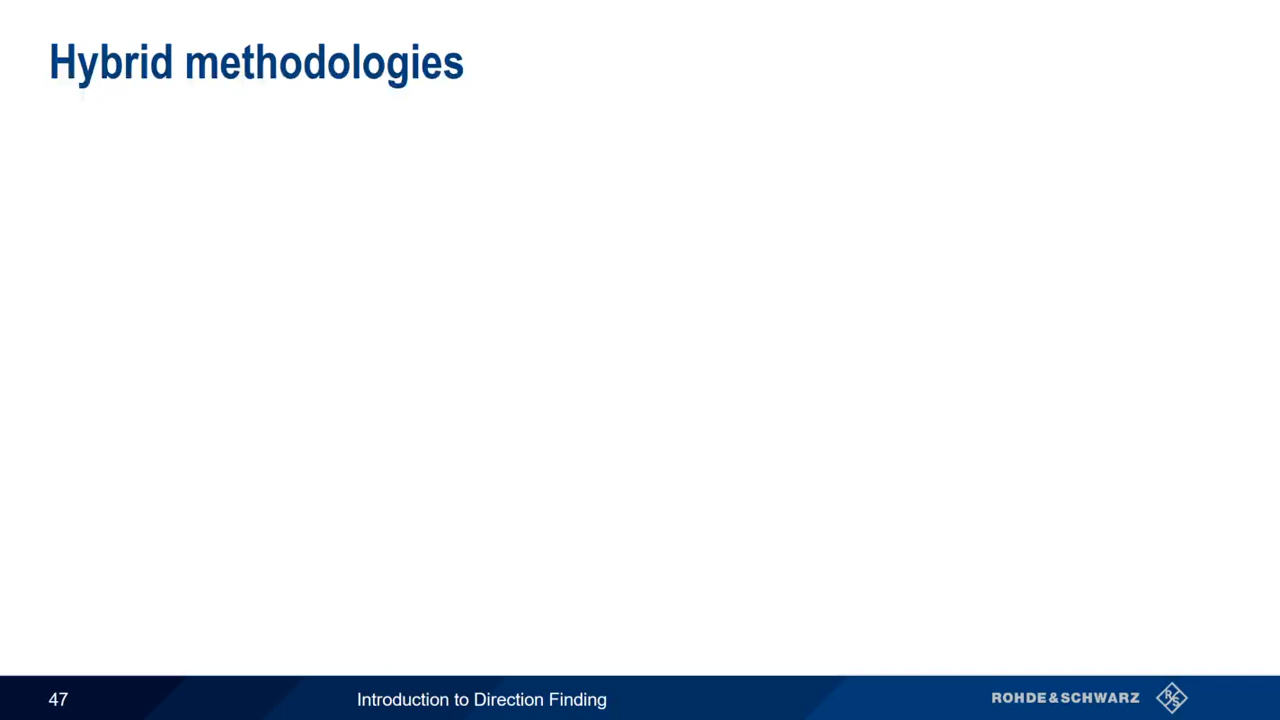 Hybrid methodologies
47
Introduction to Direction Finding
ROHDE&SCHWARZ
R
S